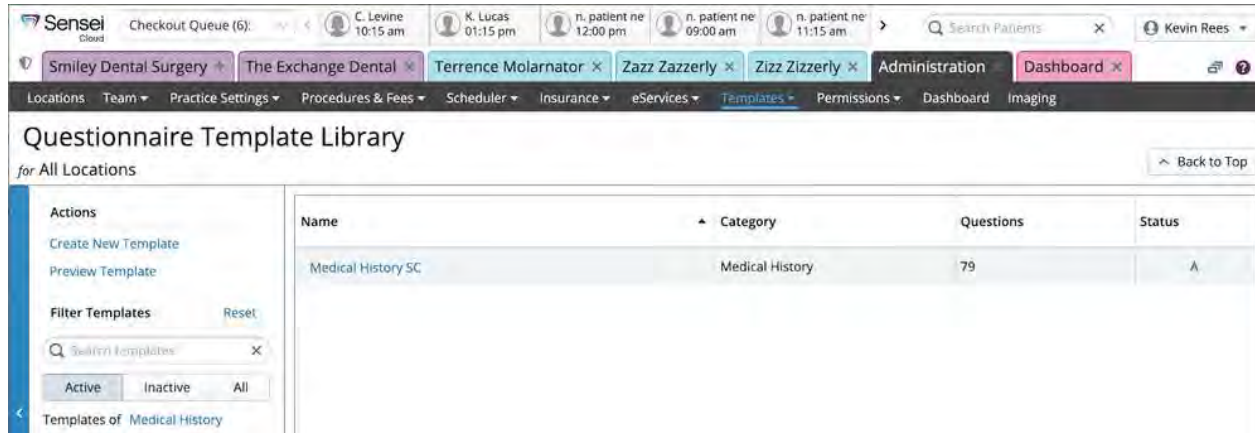 Sensei Cloud
Checkout Queue (6):
C. Levine 10:15 am
K. Lucas 01:15 pm
n. patient ne 12:00 pm
n. patient ne 09:00 am
n. patient ne 11:15 am
Search Patients
Kevin Rees
Smiley Dental Surgery
The Exchange Dental
Terrence Molarnator
Zazz Zazzerly
Zizz Zizzerly
Administration
Dashboard
Locations Team Practice Settings Procedures & Fees Scheduler Insurance eServices Templates Permissions Dashboard Imaging
Questionnaire Template Library
for All Locations
Back to Top
Actions
Create New Template
Preview Template
Filter Templates Reset
Search templates
Active Inactive All
Templates of Medical History
Name Category Questions Status
Medical History SC Medical History 79 A